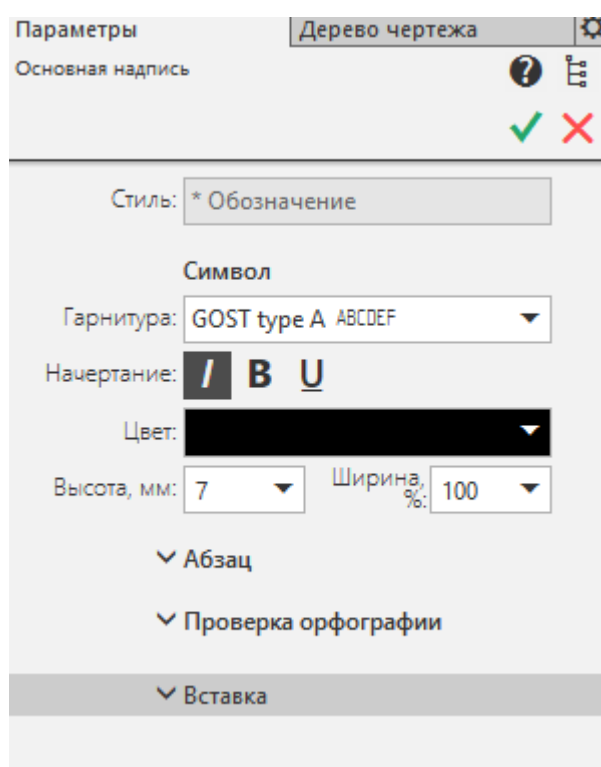 Параметры Дерево чертежа
Основная надпись
Стиль: * Обозначение
Символ
Гарнитура: GOST type A ABCDEF
Начертание: I B U
Цвет:
Высота, мм: 7 Ширина, %: 100
Абзац
Проверка орфографии
Вставка